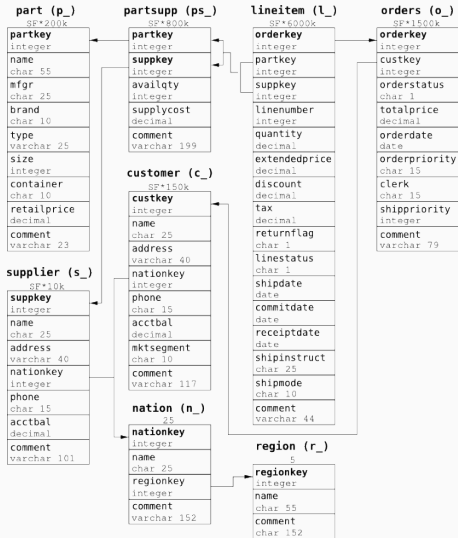 part (p_)
SF*200k
partkey
integer
name
char 55
mfgr
char 25
brand
char 10
type
varchar 25
size
integer
container
char 10
retailprice
decimal
comment
varchar 23
supplier (s_)
SF*10k
suppkey
integer
name
char 25
address
varchar 40
nationkey
integer
phone
char 15
acctbal
decimal
comment
varchar 101
partsupp (ps_)
SF*800k
partkey
integer
suppkey
integer
availqty
integer
supplycost
decimal
comment
varchar 199
customer (c_)
SF*150k
custkey
integer
name
char 25
address
varchar 40
nationkey
integer
phone
char 15
acctbal
decimal
mktsegment
char 10
comment
varchar 117
nation (n_)
25
nationkey
integer
name
char 25
regionkey
integer
comment
varchar 152
lineitem (l_)
SF*6000k
orderkey
integer
partkey
integer
suppkey
integer
linenumber
integer
quantity
decimal
extendedprice
decimal
discount
decimal
tax
decimal
returnflag
char 1
linestatus
char 1
shipdate
date
commitdate
date
receiptdate
date
shipinstruct
char 25
shipmode
char 10
comment
varchar 44
region (r_)
5
regionkey
integer
name
char 55
comment
char 152
orders (o_)
SF*1500k
orderkey
integer
custkey
integer
orderstatus
char 1
totalprice
decimal
orderdate
date
orderpriority
char 15
clerk
char 15
shippriority
integer
comment
varchar 79